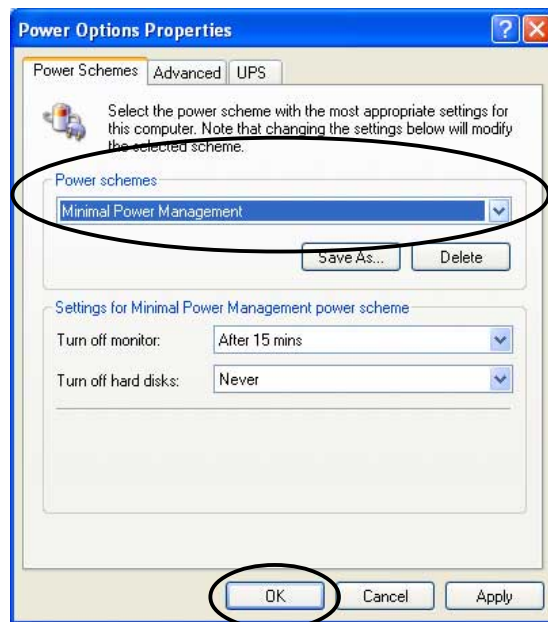 Power Options Properties
Power Schemes Advanced UPS
Select the power scheme with the most appropriate settings for
this computer. Note that changing the settings below will modify
the selected scheme.
Power schemes
Minimal Power Management
Save As... Delete
Settings for Minimal Power Management power scheme
Turn off monitor: After 15 mins
Turn off hard disks: Never
OK Cancel Apply